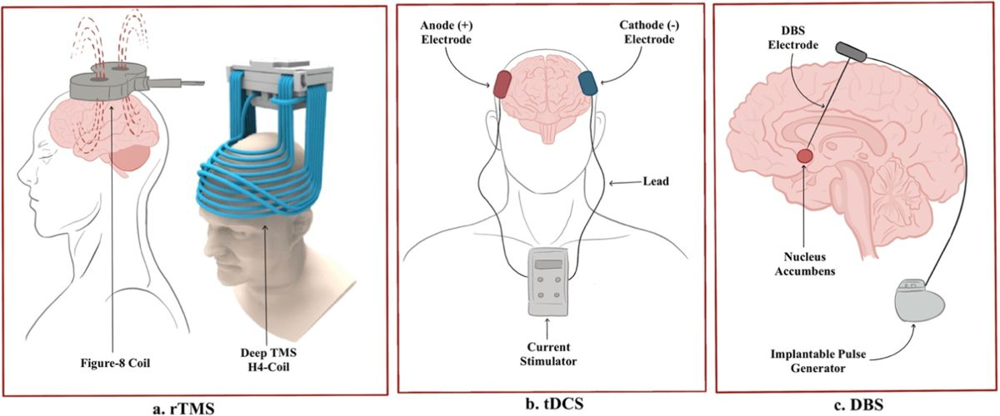 Figure-8 Coil
Deep TMS
H4-Coil
a. rTMS
Anode (+)
Electrode
Cathode (-)
Electrode
Lead
Current
Stimulator
b. tDCS
DBS
Electrode
Nucleus
Accumbens
Implantable Pulse
Generator
c. DBS